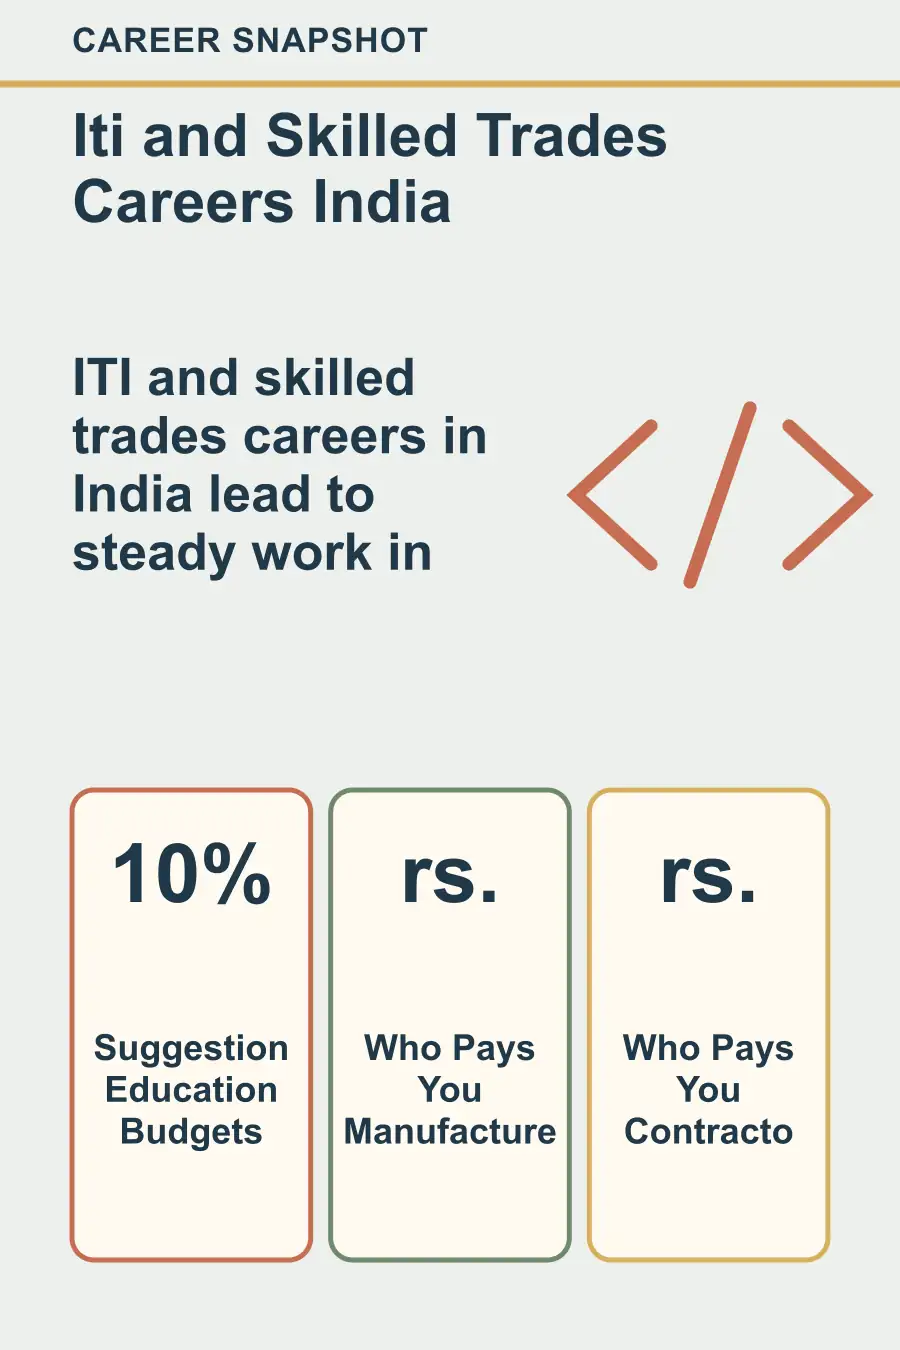 CAREER SNAPSHOT
Iti and Skilled Trades
Careers India
ITI and skilled
trades careers in
India lead to
steady work in
10%
Suggestion
Education
Budgets
rs.
Who Pays
You
Manufacture
rs.
Who Pays
You
Contracto